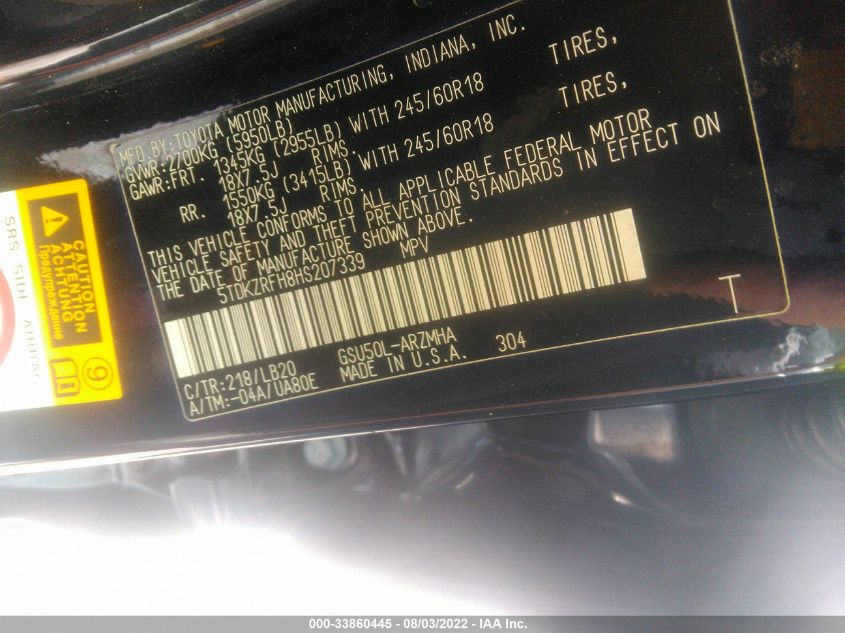 MFD.BY:TOYOTA MOTOR MANUFACTURING, INDIANA, INC.
GVWR:2700KG (5950LB)
GAWR:FRT. 1345KG (2955LB) WITH 245/60R18 TIRES,
18X7.5J RIMS.
RR. 1550KG (3415LB) WITH 245/60R18 TIRES,
18X7.5J RIMS.
THIS VEHICLE CONFORMS TO ALL APPLICABLE FEDERAL MOTOR
VEHICLE SAFETY AND THEFT PREVENTION STANDARDS IN EFFECT ON
THE DATE OF MANUFACTURE SHOWN ABOVE.
5TDKZRFH8HS207339 MPV
C/TR:218/LB20 GSU50L-ARZMHA
A/TM:-04A/UA80E MADE IN U.S.A. 304
T
CAUTION
ATTENTION
ACHTUNG
Предупреждение
SRS SIDE AIRBAG
9
000-33860445 - 08/03/2022 - IAA Inc.